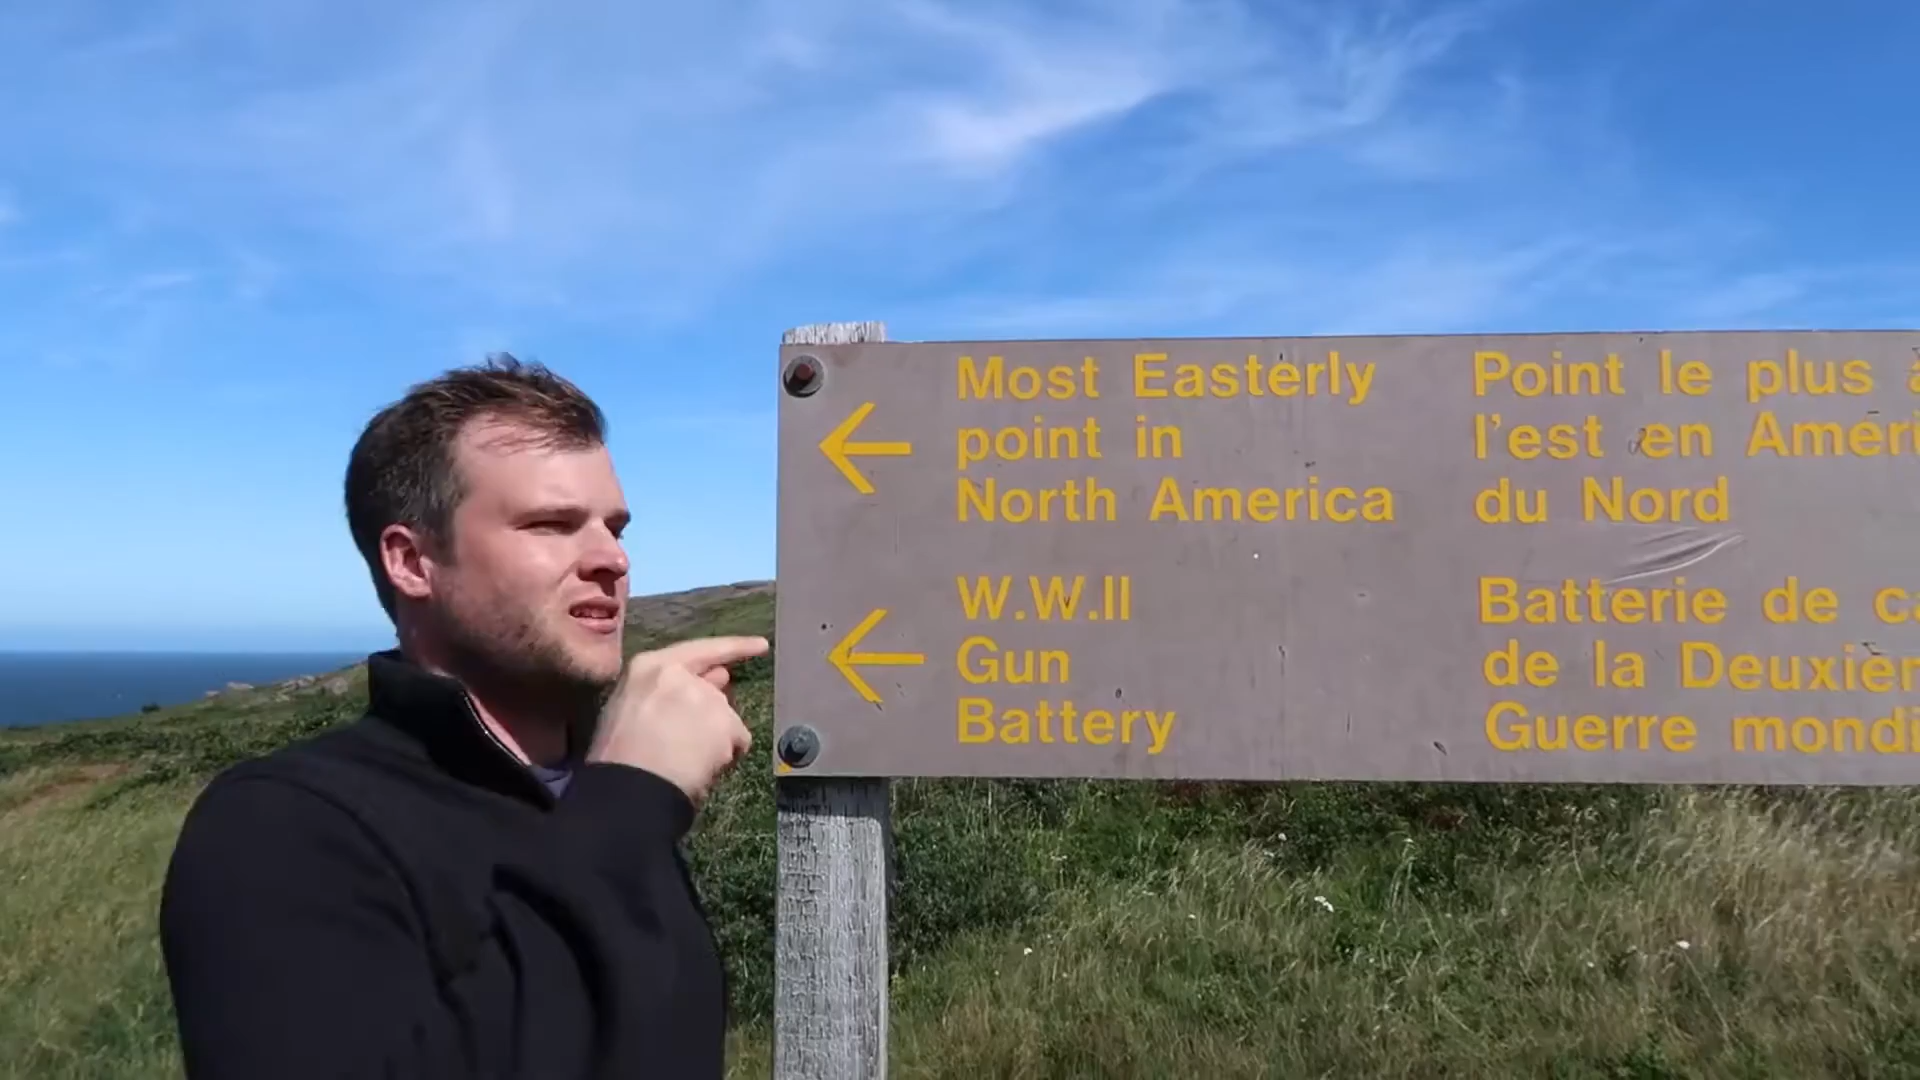 Most Easterly
point in
North America
W.W.II
Gun
Battery
Point le plus
l'est en
du Nord
Batterie de
de la
Guerre